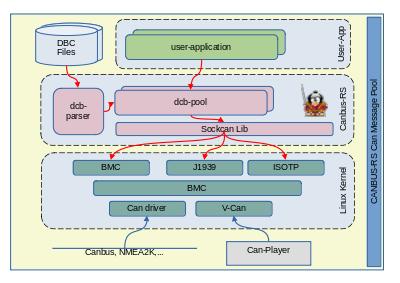 DBC
Files
user-application
User-App
dcb-
parser
dcb-pool
Sockcan Lib
Canbus-RS
BMC
J1939
ISOTP
BMC
Can driver
V-Can
Linux Kernel
Canbus, NMEA2K,...
Can-Player
CANBUS-RS Can Message Pool